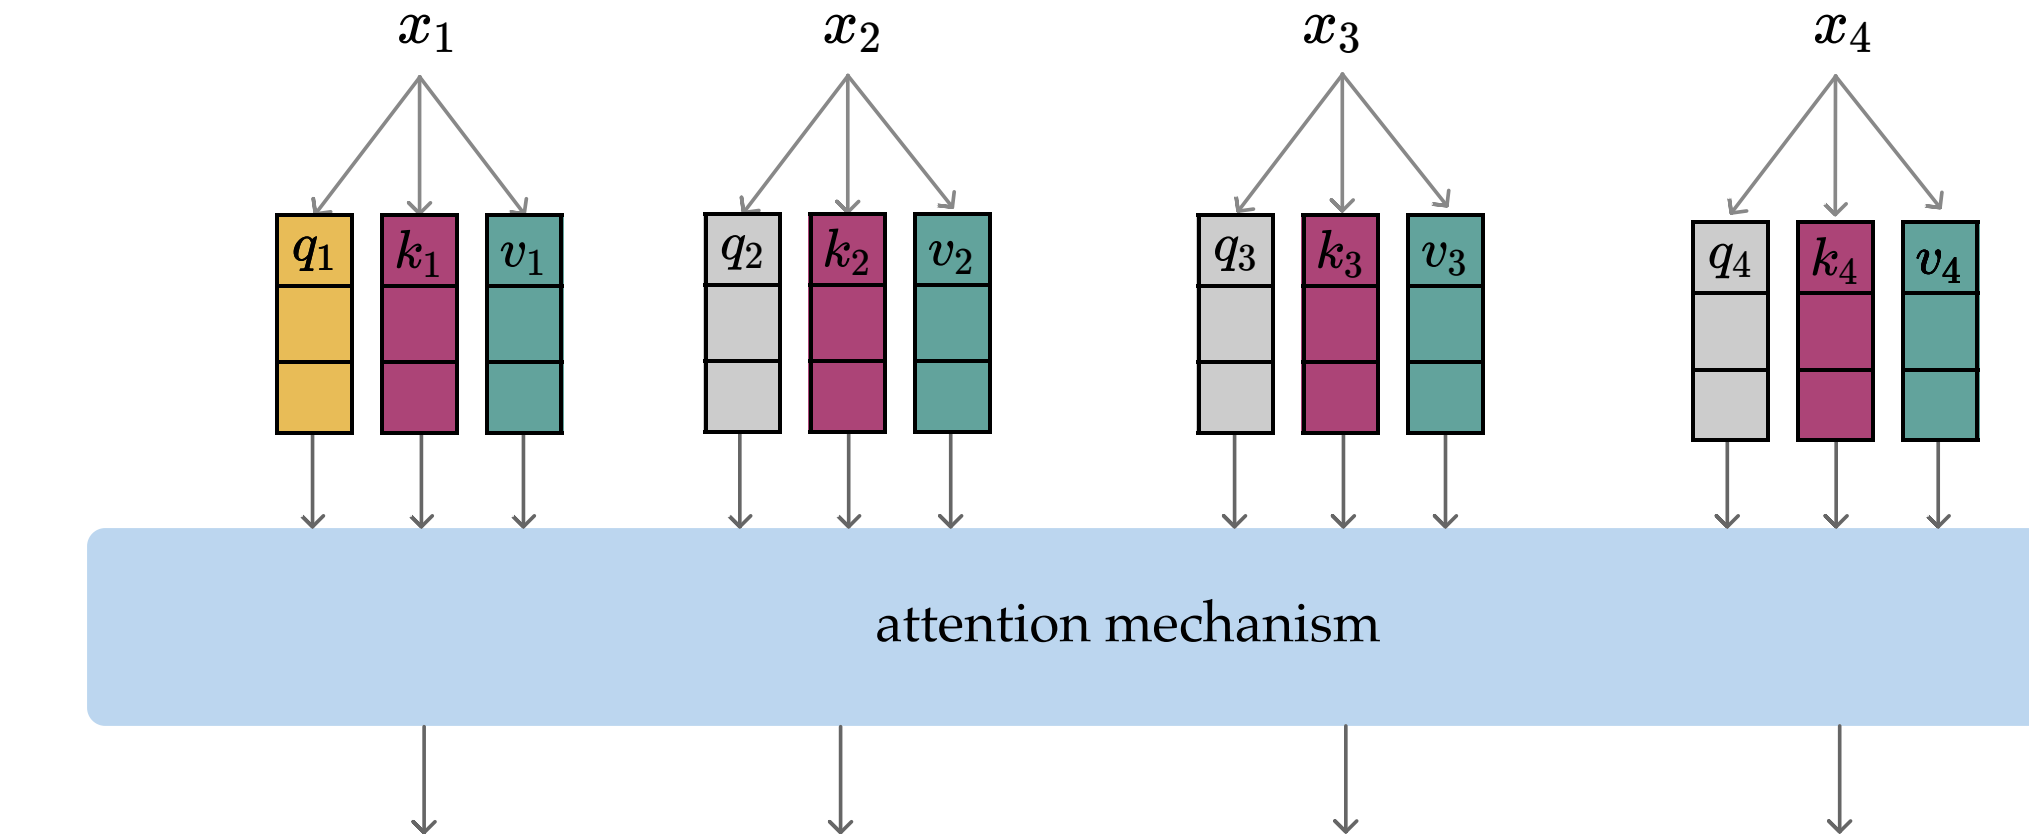 x₁ x₂ x₃ x₄
q₁ k₁ v₁ q₂ k₂ v₂ q₃ k₃ v₃ q₄ k₄ v₄
attention mechanism